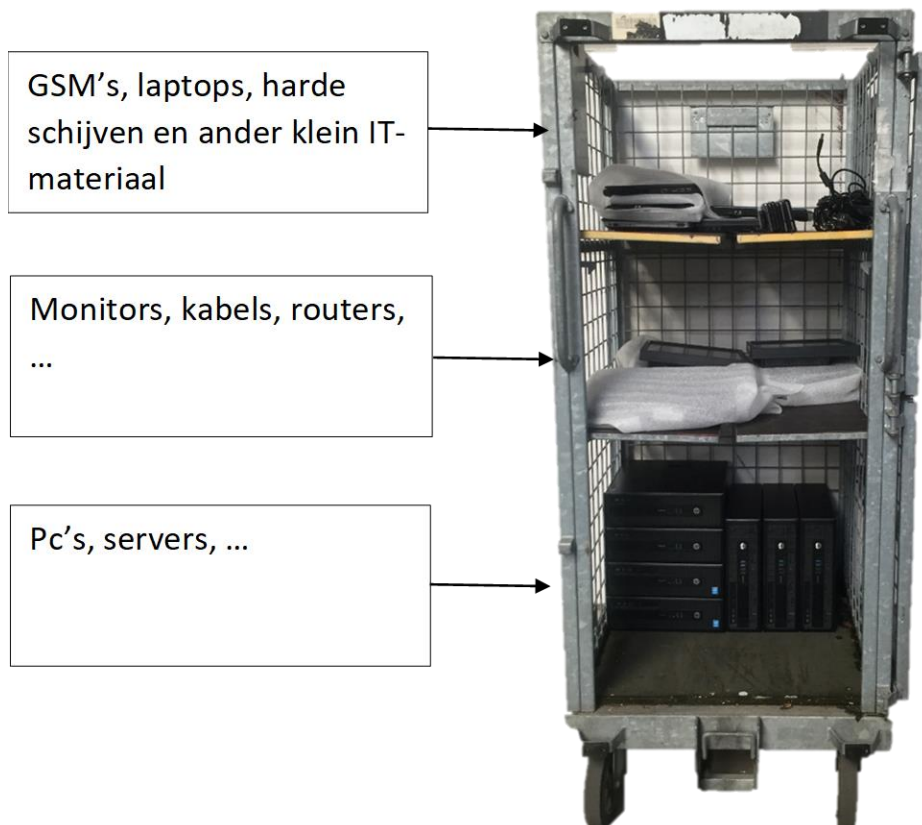 GSM’s, laptops, harde
schijven en ander klein IT-
materiaal
Monitors, kabels, routers,
…
Pc’s, servers, …